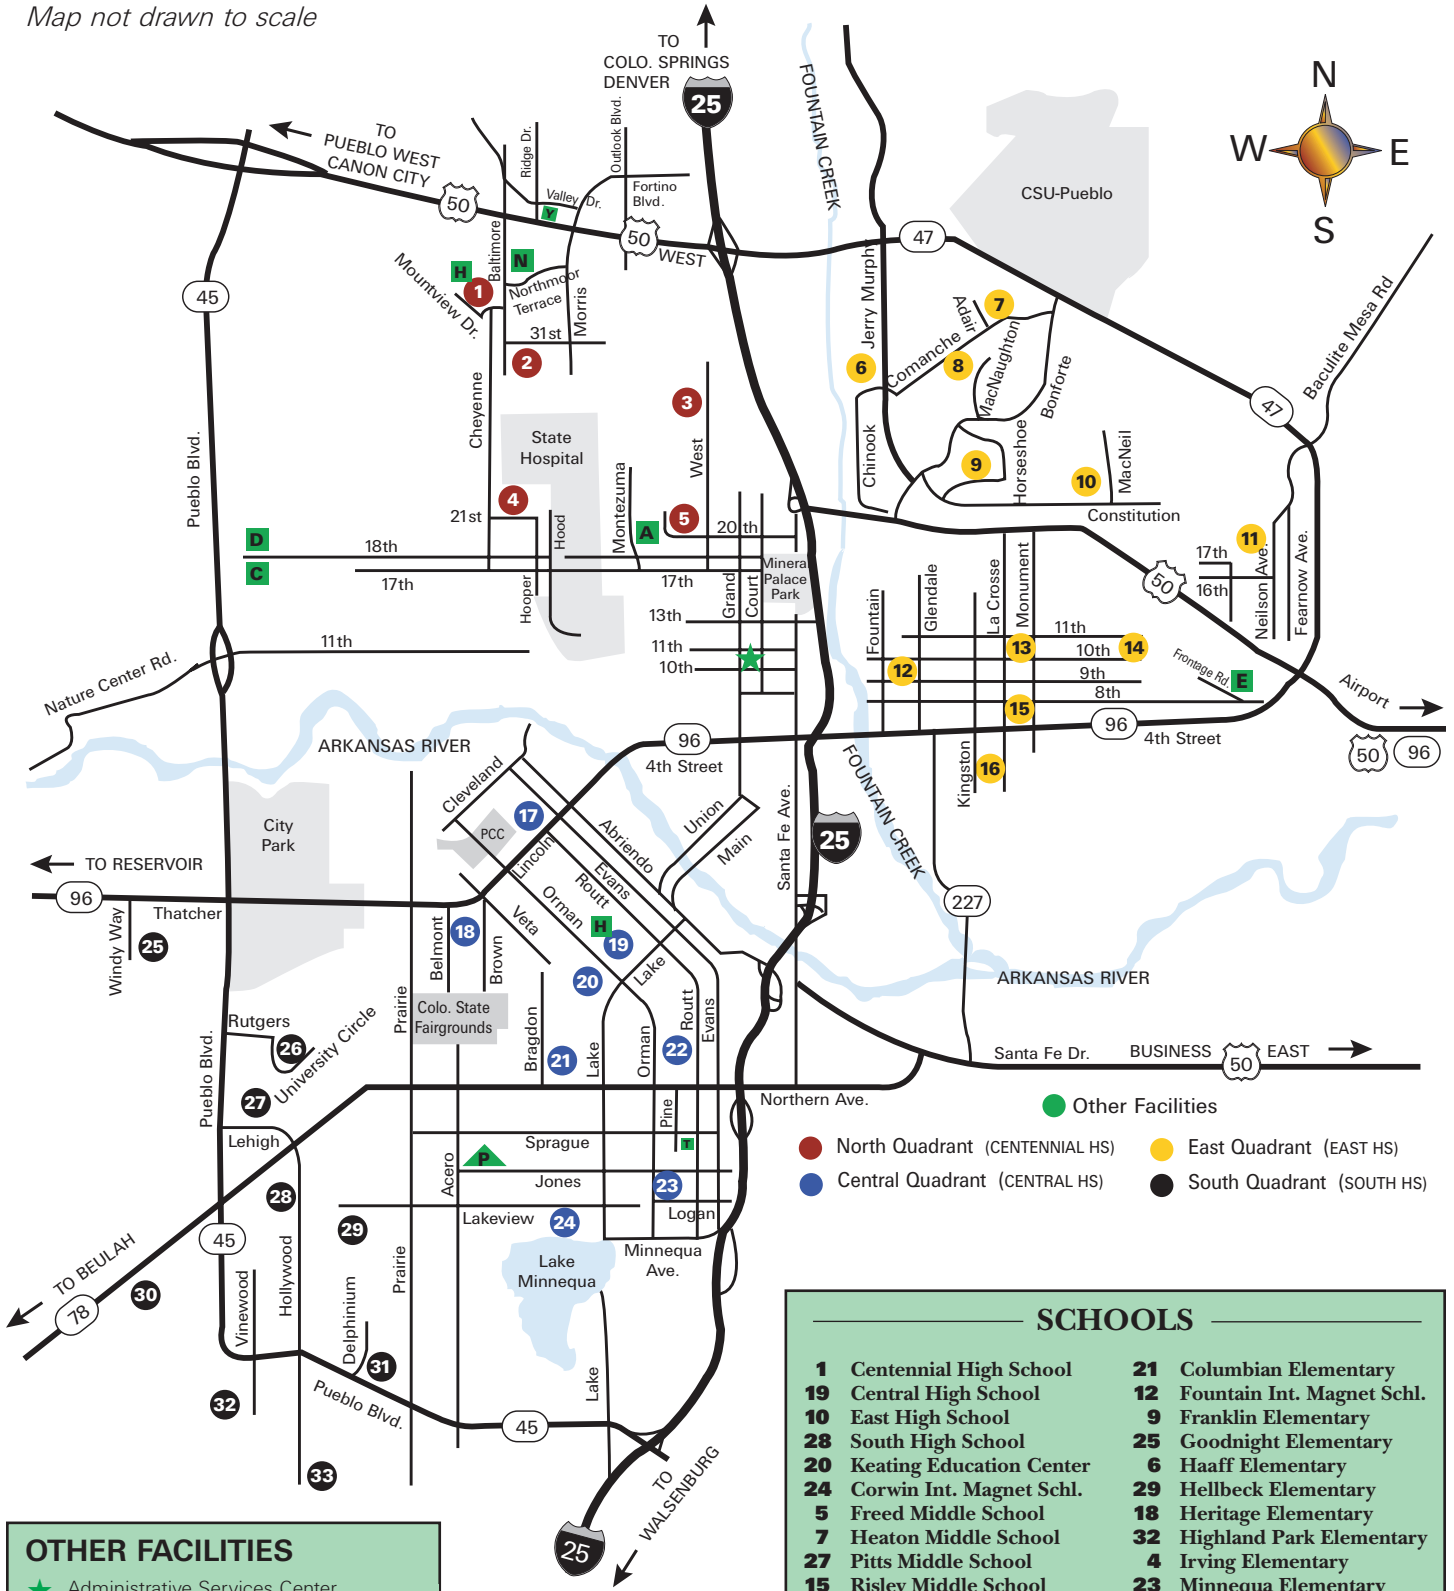 Map not drawn to scale
TO
COLO. SPRINGS
DENVER
25
FOUNTAIN CREEK
N
W
E
S
CSU-Pueblo
TO
PUEBLO WEST
CANON CITY
50
Ridge Dr.
Outlook Blvd.
Valley Dr.
Fortino
Blvd.
Y
50
WEST
47
Baltimore
H
N
1
Mountview Dr.
Northmoor
Terrace
Morris
31st
2
45
Jerry Murphy
Adair
7
Comanche
6
8
MacNaughton
Bonforte
Baculite Mesa Rd
47
Cheyenne
3
West
State
Hospital
Pueblo Blvd.
4
21st
Hood
Montezuma
A
5
20th
Chinook
9
Horseshoe
10
MacNeil
Constitution
D
18th
C
17th
17th
Hooper
Mineral
Palace
Park
Grand
Court
13th
11th
10th
11th
Nature Center Rd.
50
11
17th
16th
Neilson Ave.
Fearnow Ave.
Fountain
Glendale
La Crosse
Monument
11th
13
10th
14
12
9th
8th
15
Frontage Rd.
E
Airport
96
4th Street
50
96
ARKANSAS RIVER
96
4th Street
Kingston
16
Cleveland
PCC
17
Lincoln
Abriendo
Evans
Routt
Orman
Union
Main
Santa Fe Ave.
25
FOUNTAIN CREEK
227
City
Park
TO RESERVOIR
96
Thatcher
Windy Way
25
Belmont
18
Brown
Veta
H
19
20
Lake
ARKANSAS RIVER
Prairie
Colo. State
Fairgrounds
Bragdon
21
Lake
Orman
22
Routt
Evans
Rutgers
26
University Circle
Pueblo Blvd.
27
Lehigh
Santa Fe Dr.
BUSINESS
50
EAST
Northern Ave.
Pine
T
Sprague
P
Acero
Jones
23
Logan
Lakeview
24
Minnequa
Ave.
Lake
Minnequa
28
29
45
TO BEULAH
30
78
Hollywood
Vinewood
Prairie
Delphinium
31
32
Pueblo Blvd.
45
Lake
33
TO
WALSENBURG
25
Other Facilities
North Quadrant (CENTENNIAL HS)
East Quadrant (EAST HS)
Central Quadrant (CENTRAL HS)
South Quadrant (SOUTH HS)
SCHOOLS
1 Centennial High School
19 Central High School
10 East High School
28 South High School
20 Keating Education Center
24 Corwin Int. Magnet Schl.
5 Freed Middle School
7 Heaton Middle School
27 Pitts Middle School
15 Risley Middle School
21 Columbian Elementary
12 Fountain Int. Magnet Schl.
9 Franklin Elementary
25 Goodnight Elementary
6 Haaff Elementary
29 Hellbeck Elementary
18 Heritage Elementary
32 Highland Park Elementary
4 Irving Elementary
23 Minnequa Elementary
OTHER FACILITIES
Administrative Services Center